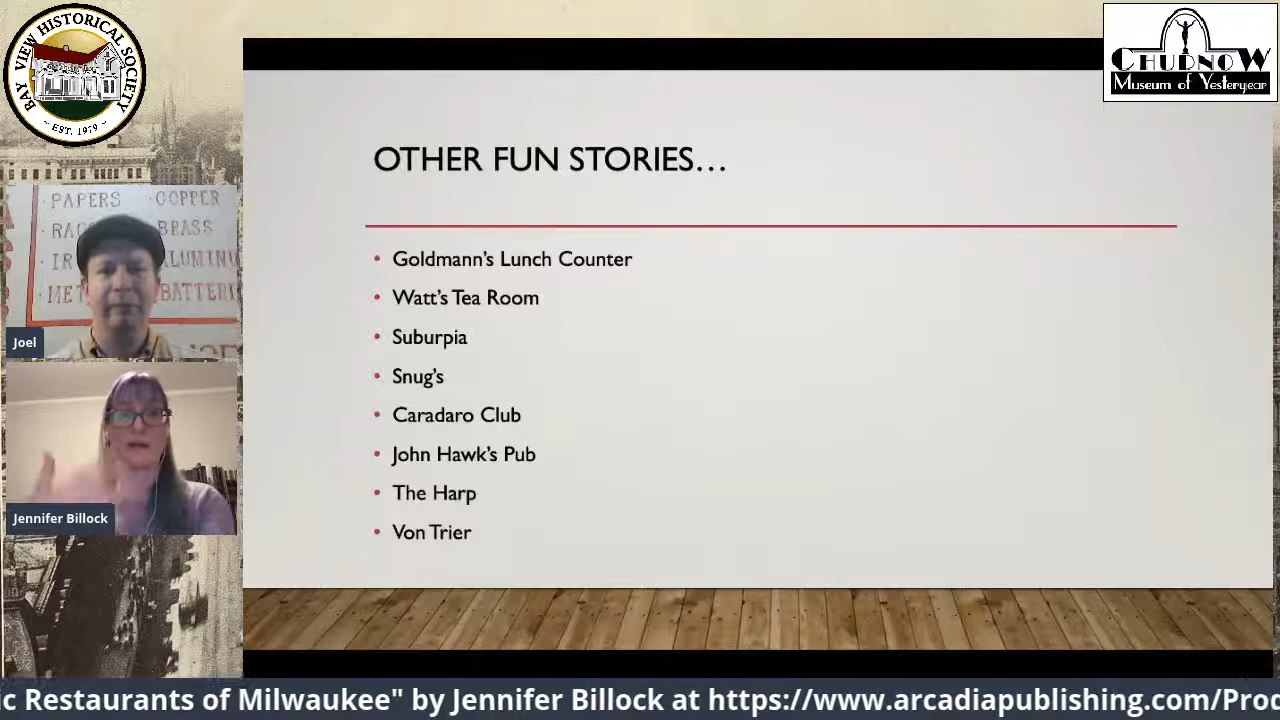 BAY VIEW HISTORICAL SOCIETY
~ EST. 1979 ~
CHUDNOW
Museum of Yesteryear
OTHER FUN STORIES…
• Goldmann's Lunch Counter
• Watt's Tea Room
• Suburpia
• Snug's
• Caradaro Club
• John Hawk's Pub
• The Harp
• Von Trier
· PAPERS · COPPER
BRASS
Joel
Jennifer Billock
ic Restaurants of Milwaukee" by Jennifer Billock at https://www.arcadiapublishing.com/Prod